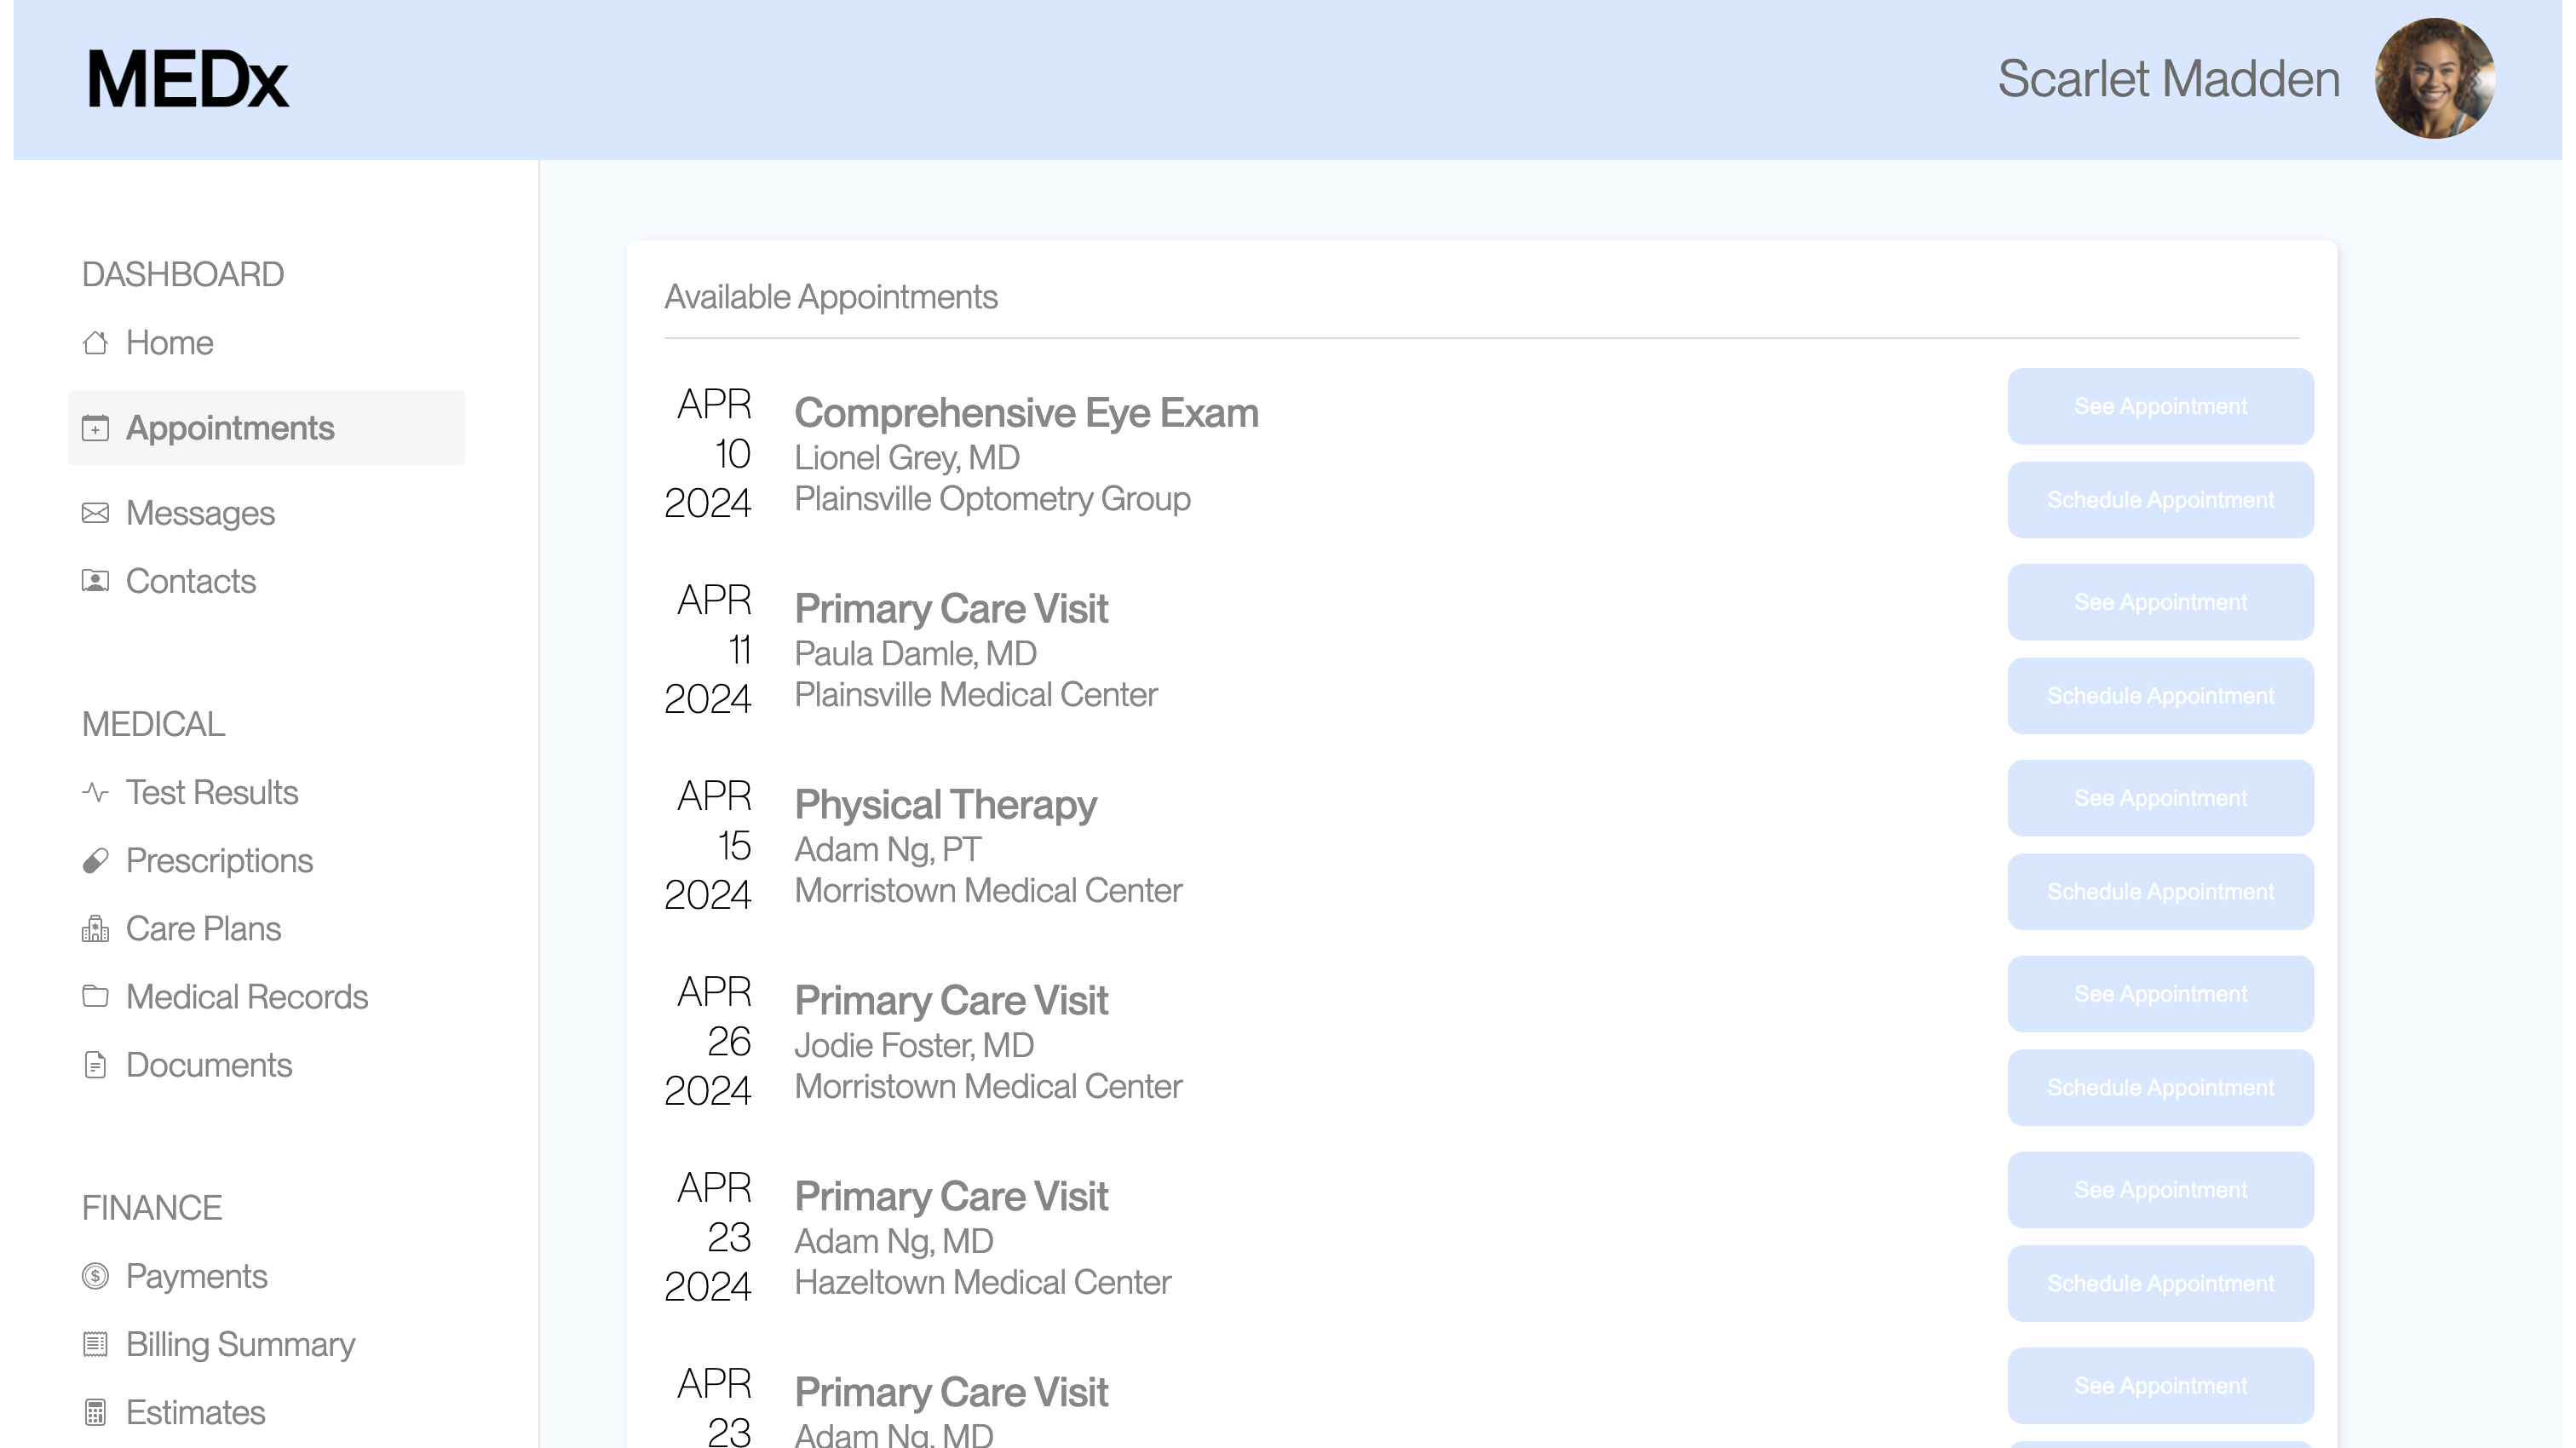 MEDx
Scarlet Madden
DASHBOARD
Home
Appointments
Messages
Contacts
MEDICAL
Test Results
Prescriptions
Care Plans
Medical Records
Documents
FINANCE
Payments
Billing Summary
Estimates
Available Appointments
APR
10
2024
Comprehensive Eye Exam
Lionel Grey, MD
Plainsville Optometry Group
See Appointment
Schedule Appointment
APR
11
2024
Primary Care Visit
Paula Damle, MD
Plainsville Medical Center
See Appointment
Schedule Appointment
APR
15
2024
Physical Therapy
Adam Ng, PT
Morristown Medical Center
See Appointment
Schedule Appointment
APR
26
2024
Primary Care Visit
Jodie Foster, MD
Morristown Medical Center
See Appointment
Schedule Appointment
APR
23
2024
Primary Care Visit
Adam Ng, MD
Hazeltown Medical Center
See Appointment
Schedule Appointment
APR
23
Primary Care Visit
Adam Ng, MD
See Appointment